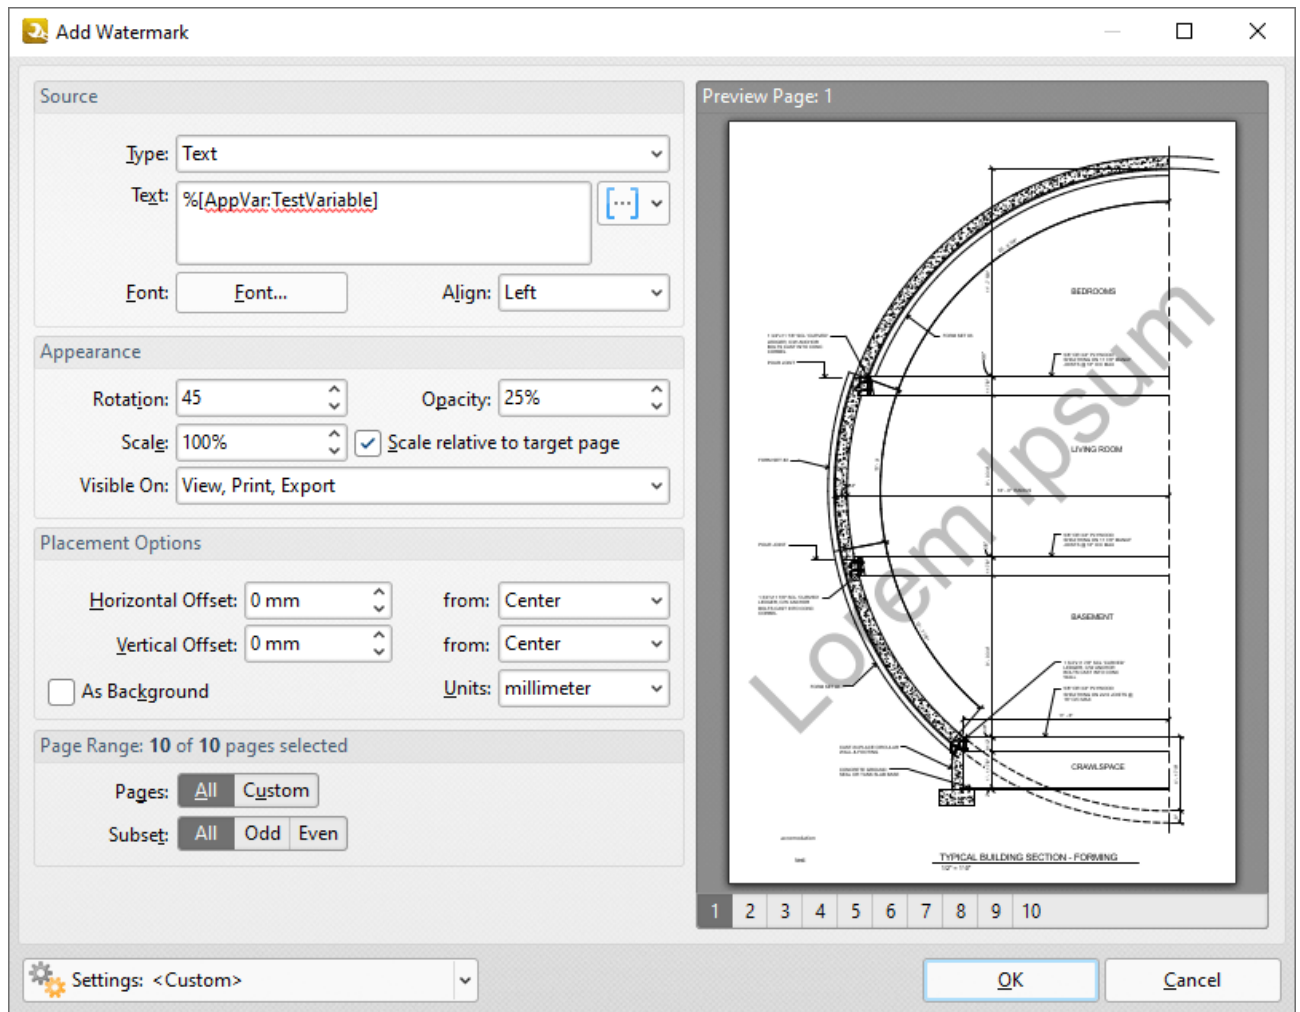 Add Watermark
Source
Type: Text
Text: %[AppVar:TestVariable]
Font: Font... Align: Left
Appearance
Rotation: 45 Opacity: 25%
Scale: 100% Scale relative to target page
Visible On: View, Print, Export
Placement Options
Horizontal Offset: 0 mm from: Center
Vertical Offset: 0 mm from: Center
As Background Units: millimeter
Page Range: 10 of 10 pages selected
Pages: All Custom
Subset: All Odd Even
Preview Page: 1
BEDROOMS
LIVING ROOM
BASEMENT
CRAWLSPACE
Lorem Ipsum
accommodation
TYPICAL BUILDING SECTION - FORMING
1 2 3 4 5 6 7 8 9 10
Settings: <Custom>
OK Cancel